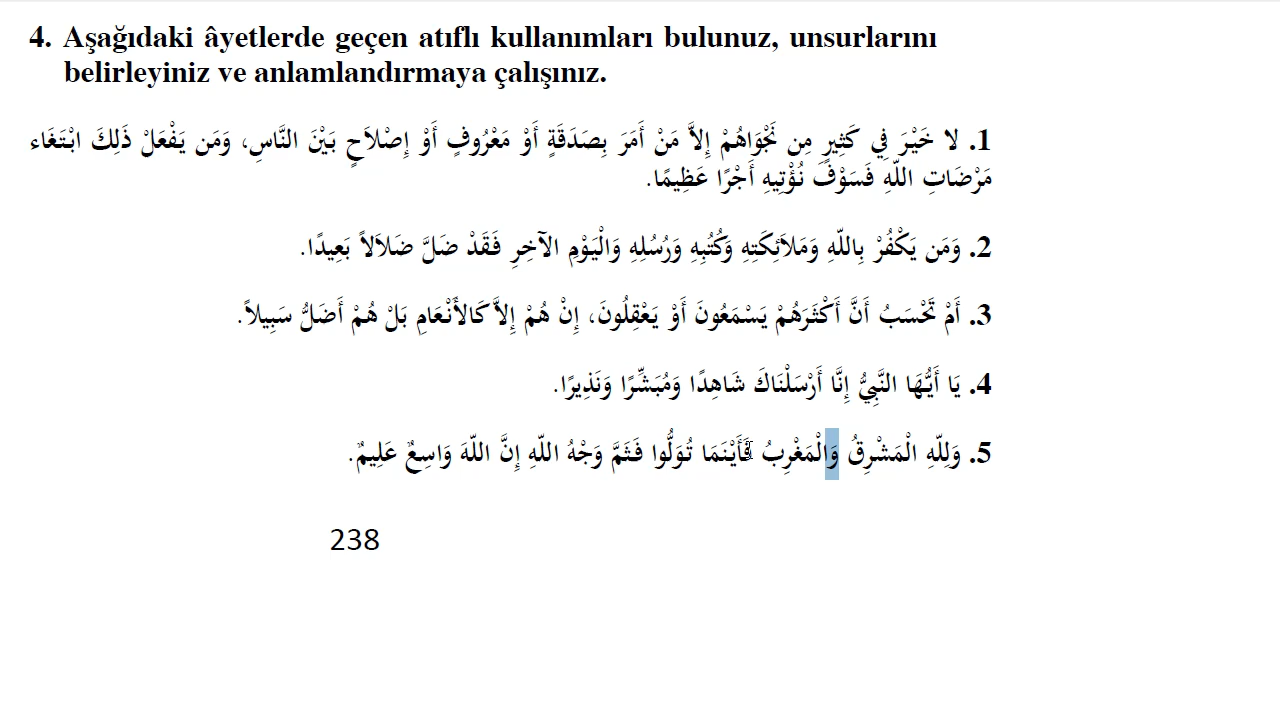 4. Aşağıdaki âyetlerde geçen atıflı kullanımları bulunuz, unsurlarını
belirleyiniz ve anlamlandırmaya çalışınız.
1. لا خَيْرَ فِي كَثِيرٍ مِن نَجْوَاهُمْ إِلاَّ مَنْ أَمَرَ بِصَدَقَةٍ أَوْ مَعْرُوفٍ أَوْ إِصْلاَحٍ بَيْنَ النَّاسِ، وَمَن يَفْعَلْ ذَلِكَ ابْتَغَاء
مَرْضَاتِ اللّهِ فَسَوْفَ نُؤْتِيهِ أَجْرًا عَظِيمًا.
2. وَمَن يَكْفُرْ بِاللّهِ وَمَلاَئِكَتِهِ وَكُتُبِهِ وَرُسُلِهِ وَالْيَوْمِ الآخِرِ فَقَدْ ضَلَّ ضَلاَلاً بَعِيدًا.
3. أَمْ تَحْسَبُ أَنَّ أَكْثَرَهُمْ يَسْمَعُونَ أَوْ يَعْقِلُونَ، إِنْ هُمْ إِلاَّ كَالأَنْعَامِ بَلْ هُمْ أَضَلُّ سَبِيلاً.
4. يَا أَيُّهَا النَّبِيُّ إِنَّا أَرْسَلْنَاكَ شَاهِدًا وَمُبَشِّرًا وَنَذِيرًا.
5. وَلِلّهِ الْمَشْرِقُ وَالْمَغْرِبُ فَأَيْنَمَا تُوَلُّوا فَثَمَّ وَجْهُ اللّهِ إِنَّ اللّهَ وَاسِعٌ عَلِيمٌ.
238